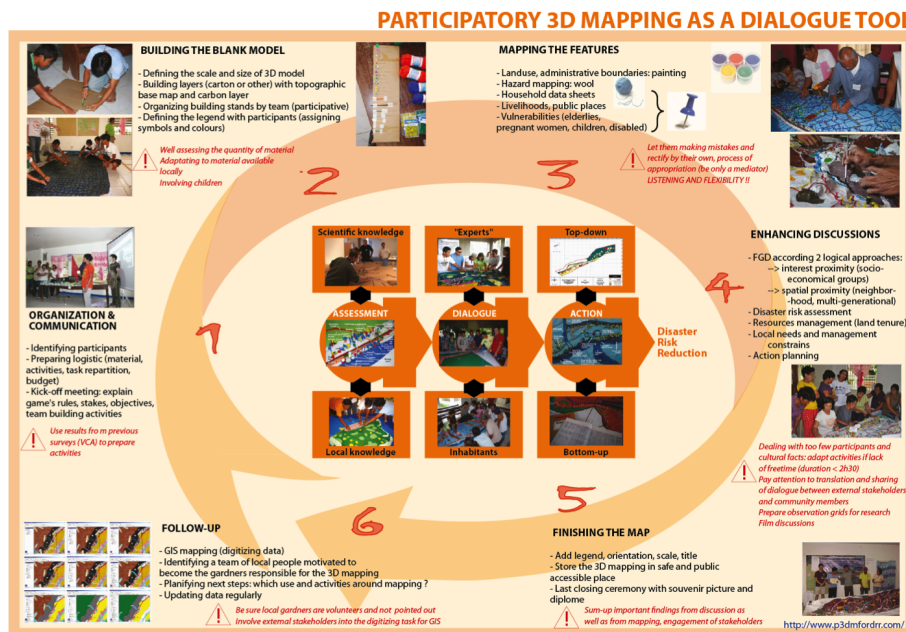 PARTICIPATORY 3D MAPPING AS A DIALOGUE TOO
BUILDING THE BLANK MODEL
- Defining the scale and size of 3D model
- Building layers (carton or other) with topographic
base map and carbon layer
- Organizing building stands by team (participative)
- Defining the legend with participants (assigning
symbols and colours)
Well assessing the quantity of material
Adaptating to material available
locally
Involving children
2
MAPPING THE FEATURES
- Landuse, administrative boundaries: painting
- Hazard mapping: wool
- Household data sheets
- Livelihoods, public places
- Vulnerabilities (elderlies,
pregnant women, children, disabled)
Let them making mistakes and
rectify by their own, process of
appropriation (be only a mediator)
LISTENING AND FLEXIBILITY !!
3
ORGANIZATION &
COMMUNICATION
- Identifying participants
- Preparing logistic (material,
activities, task repartition,
budget)
- Kick-off meeting: explain
game's rules, stakes, objectives,
team building activities
Use results fro m previous
surveys (VCA) to prepare
activities
1
Scientific knowledge
"Experts"
Top-down
ASSESSMENT
DIALOGUE
ACTION
Disaster
Risk
Reduction
Local knowledge
Inhabitants
Bottom-up
4
ENHANCING DISCUSSIONS
- FGD according 2 logical approaches:
--> interest proximity (socio-
economical groups)
--> spatial proximity (neighbor-
-hood, multi-generational)
- Disaster risk assessment
- Resources management (land tenure)
- Local needs and management
constrains
- Action planning
Dealing with too few participants and
cultural facts: adapt activities if lack
of freetime (duration < 2h30)
Pay attention to translation and sharing
of dialogue between external stakeholders
and community members
Prepare observation grids for research
Film discussions
6
FOLLOW-UP
- GIS mapping (digitizing data)
- Identifying a team of local people motivated to
become the gardners responsible for the 3D mapping
- Planifying next steps: which use and activities around mapping ?
- Updating data regularly
Be sure local gardners are volunteers and not pointed out
Involve external stakeholders into the digitizing task for GIS
5
FINISHING THE MAP
- Add legend, orientation, scale, title
- Store the 3D mapping in safe and public
accessible place
- Last closing ceremony with souvenir picture and
diplome
Sum-up important findings from discussion as
well as from mapping, engagement of stakeholders
http://www.p3dmfordrr.com/